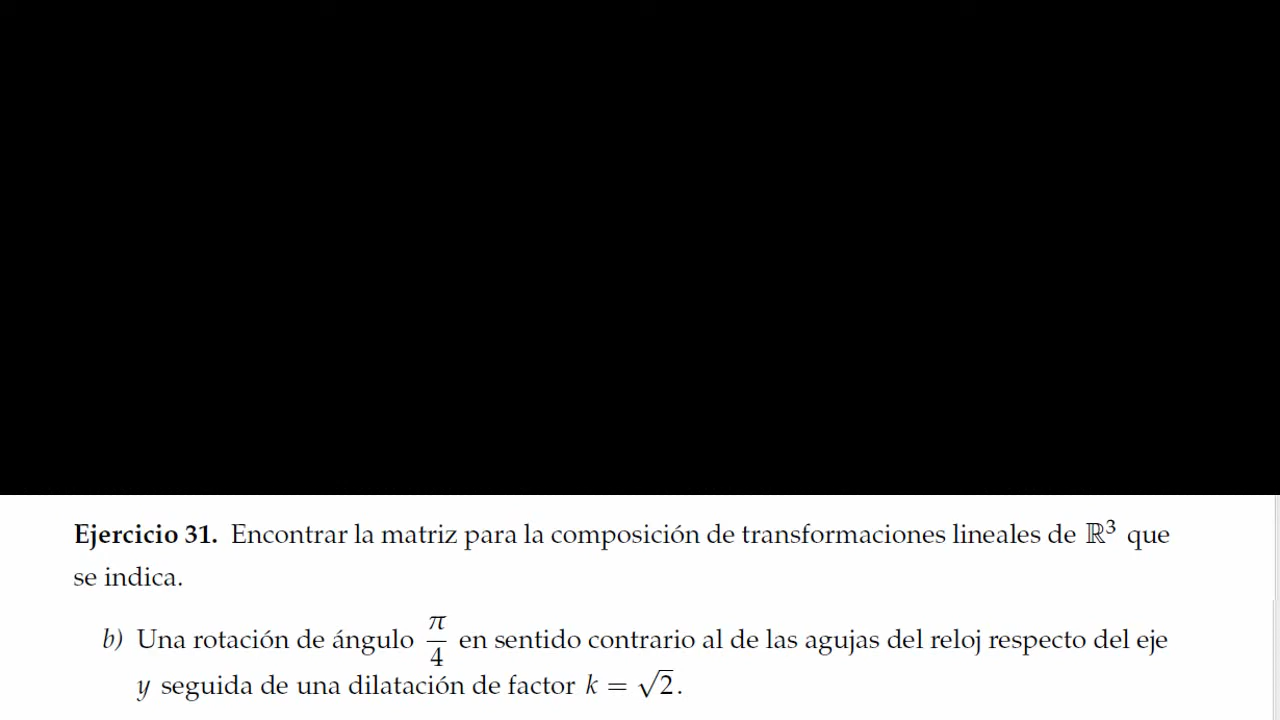 Ejercicio 31. Encontrar la matriz para la composición de transformaciones lineales de ℝ³ que
se indica.
b) Una rotación de ángulo π/4 en sentido contrario al de las agujas del reloj respecto del eje
y seguida de una dilatación de factor k = √2.